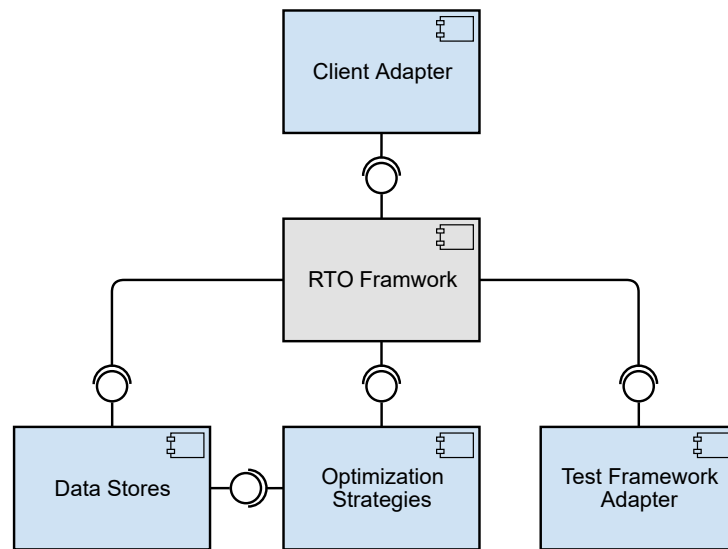 Client Adapter
RTO Framwork
Data Stores
Optimization
Strategies
Test Framework
Adapter